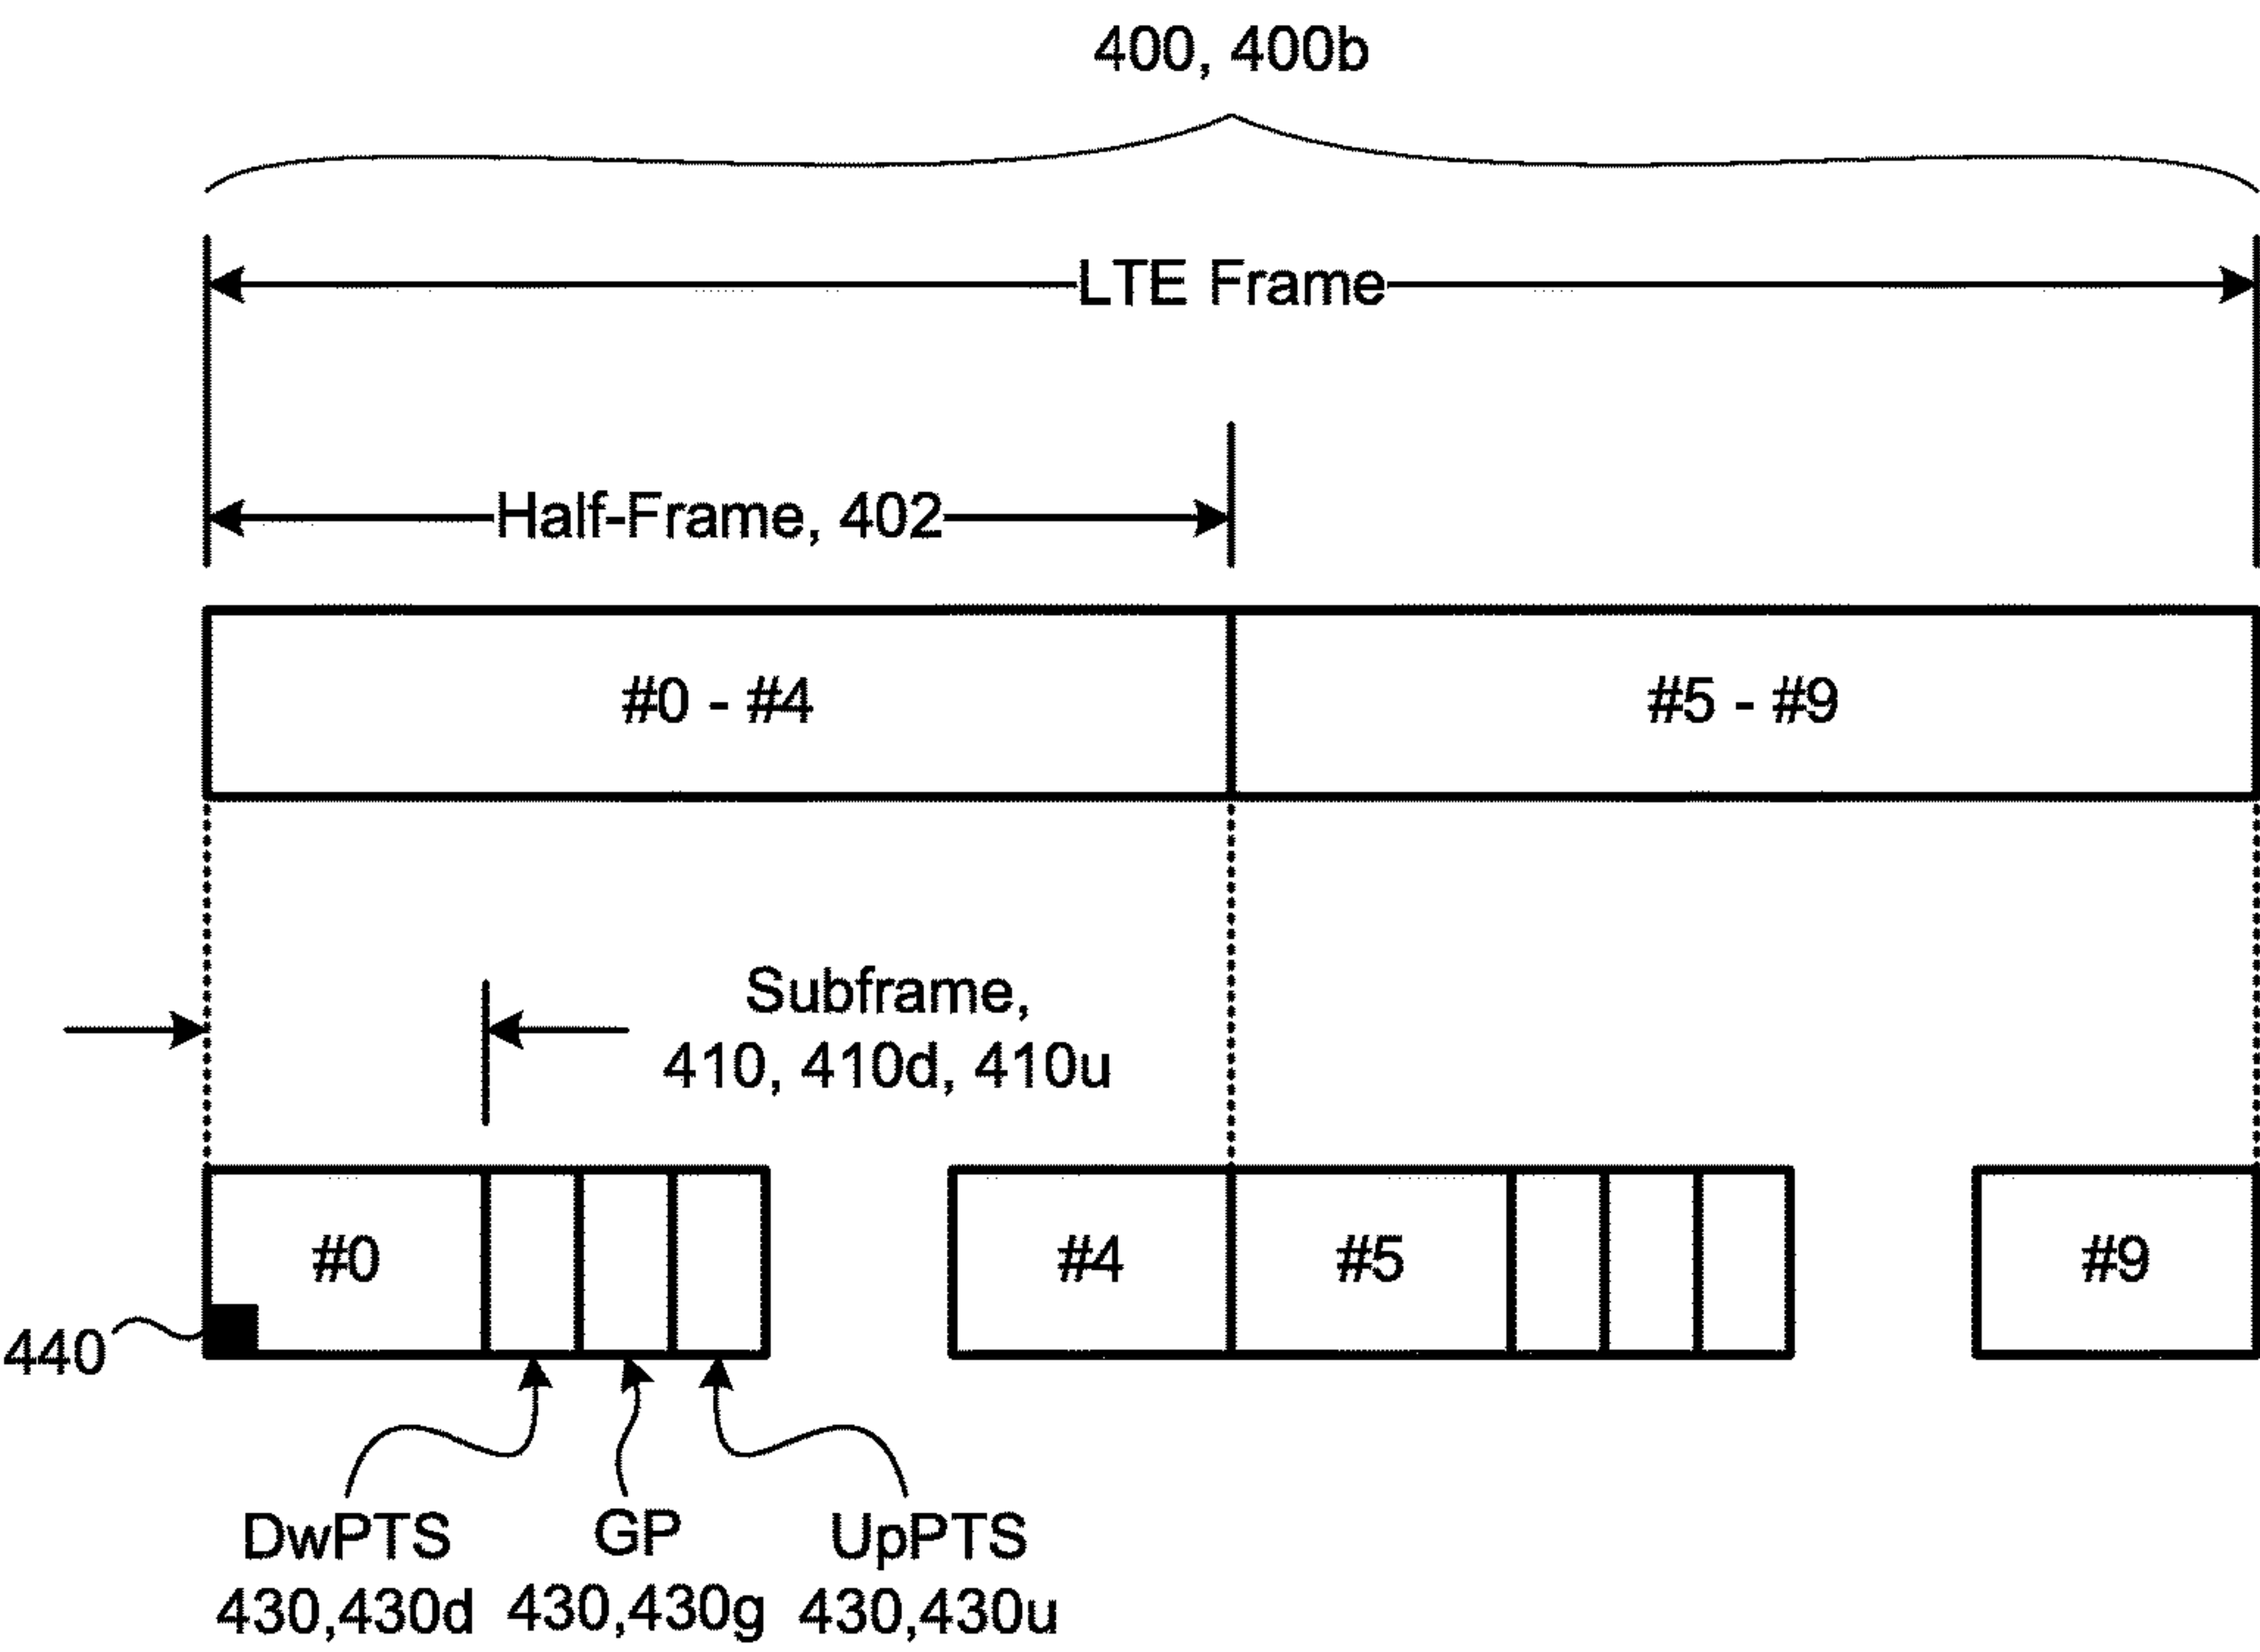 400, 400b
LTE Frame
Half-Frame, 402
#0 - #4
#5 - #9
Subframe,
410, 410d, 410u
#0
#4
#5
#9
440
DwPTS
430,430d
GP
430,430g
UpPTS
430,430u